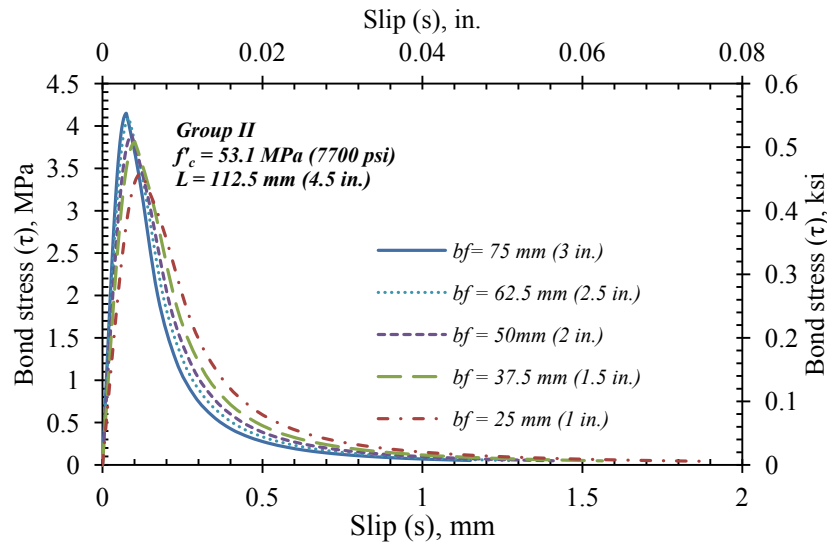 Slip (s), in.
0 0.02 0.04 0.06 0.08
4.5
4
3.5
3
2.5
2
1.5
1
0.5
0
Bond stress (τ), MPa
Group II
f'c = 53.1 MPa (7700 psi)
L = 112.5 mm (4.5 in.)
bf= 75 mm (3 in.)
bf = 62.5 mm (2.5 in.)
bf = 50mm (2 in.)
bf = 37.5 mm (1.5 in.)
bf = 25 mm (1 in.)
0.6
0.5
0.4
0.3
0.2
0.1
0
Bond stress (τ), ksi
0 0.5 1 1.5 2
Slip (s), mm